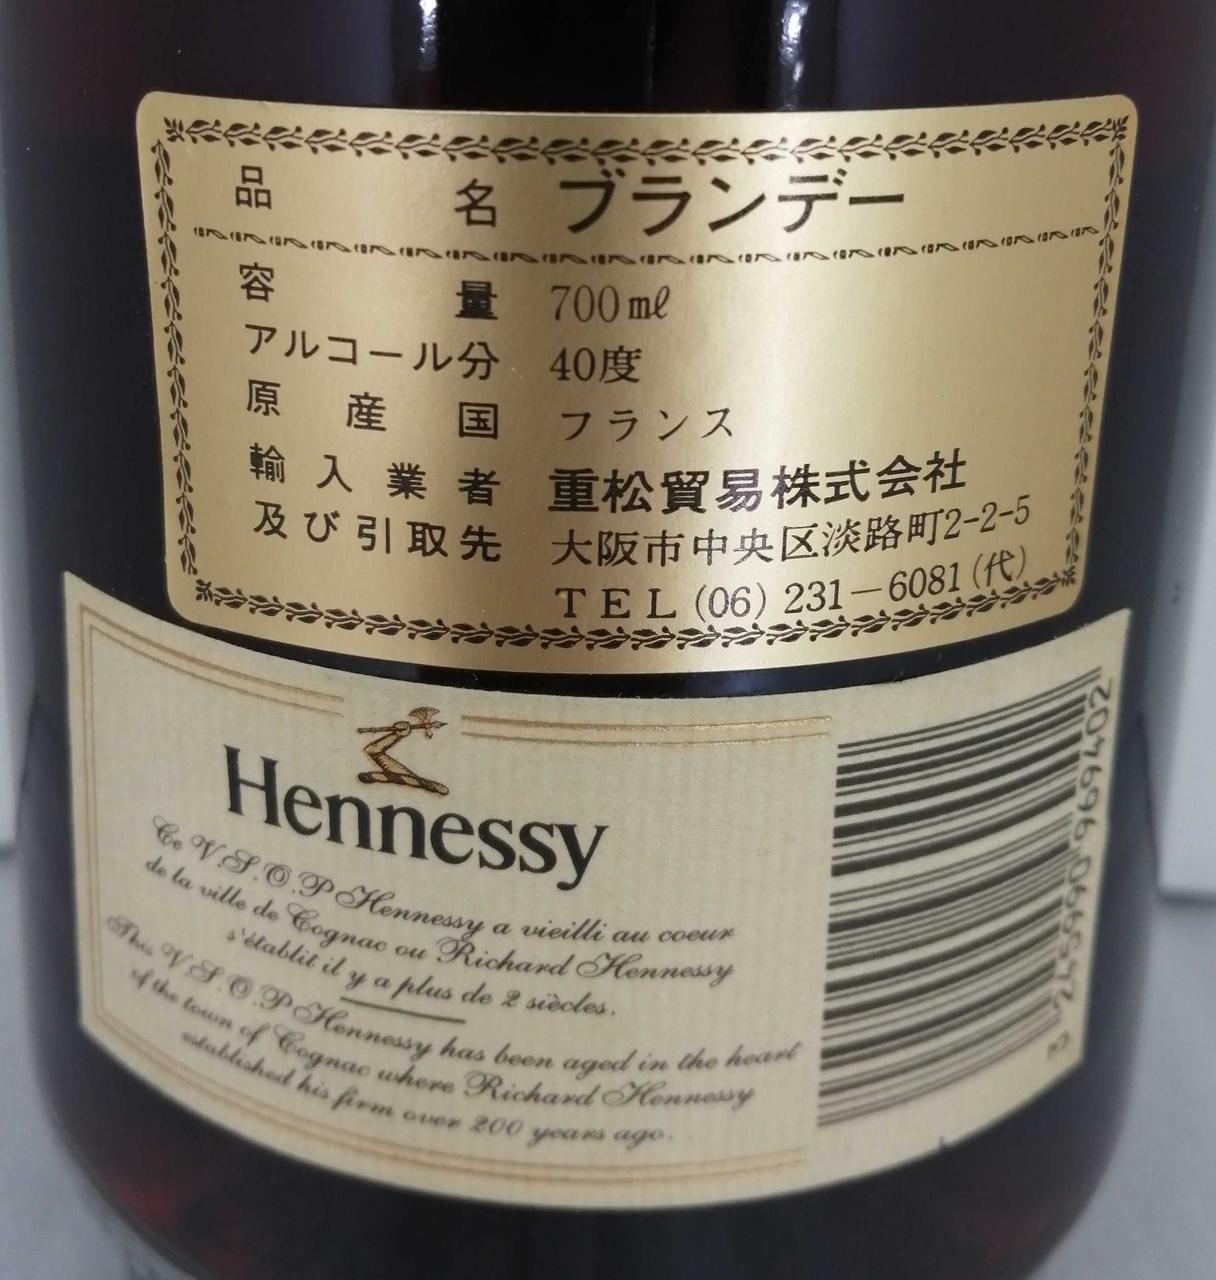 品名 ブランデー
容量 700mℓ
アルコール分 40度
原産国 フランス
輸入業者 重松貿易株式会社
及び引取先 大阪市中央区淡路町2-2-5
TEL (06) 231-6081 (代)
Hennessy
Ce V.S.O.P Hennessy a vieilli au coeur
de la ville de Cognac ou Richard Hennessy
s'établit il y a plus de 2 siècles.
This V.S.O.P Hennessy has been aged in the heart
of the town of Cognac where Richard Hennessy
established his firm over 200 years ago.
3 245990 969402